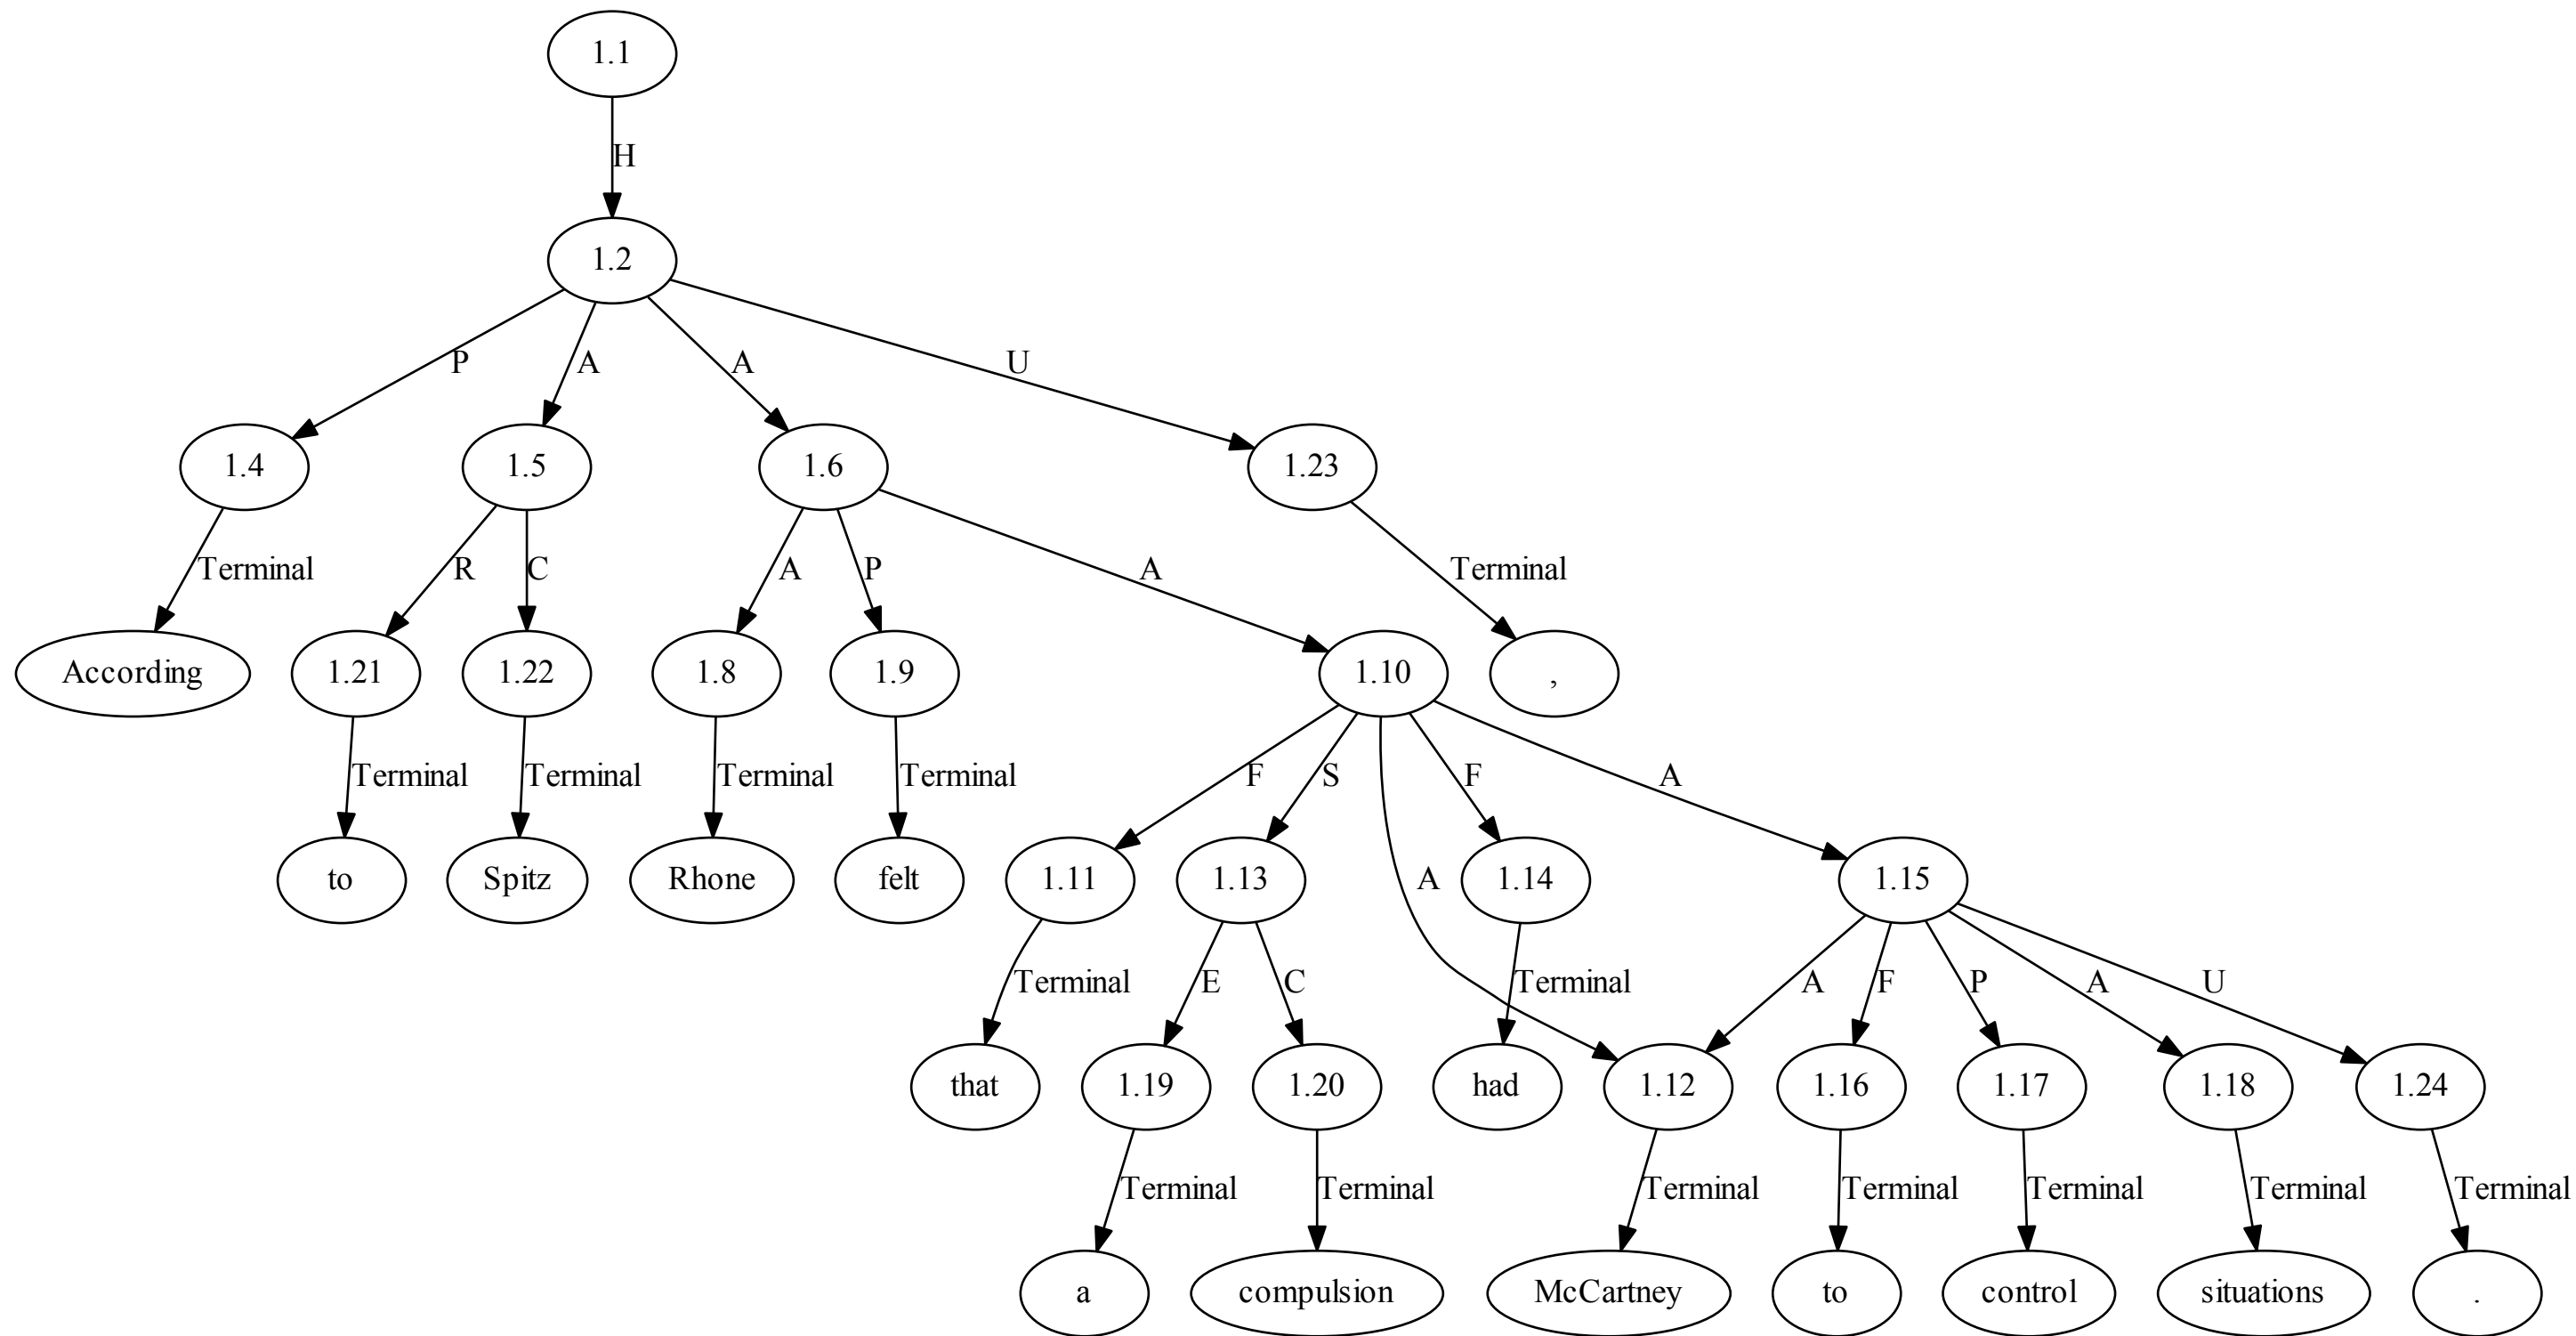 1.1
H
1.2
P A A U
1.4 1.5 1.6 1.23
Terminal R C A P A Terminal
According 1.21 1.22 1.8 1.9 1.10 ,
Terminal Terminal Terminal Terminal F S F A
to Spitz Rhone felt 1.11 1.13 A 1.14 1.15
Terminal E C Terminal A F P A U
that 1.19 1.20 had 1.12 1.16 1.17 1.18 1.24
Terminal Terminal Terminal Terminal Terminal Terminal Terminal
a compulsion McCartney to control situations .